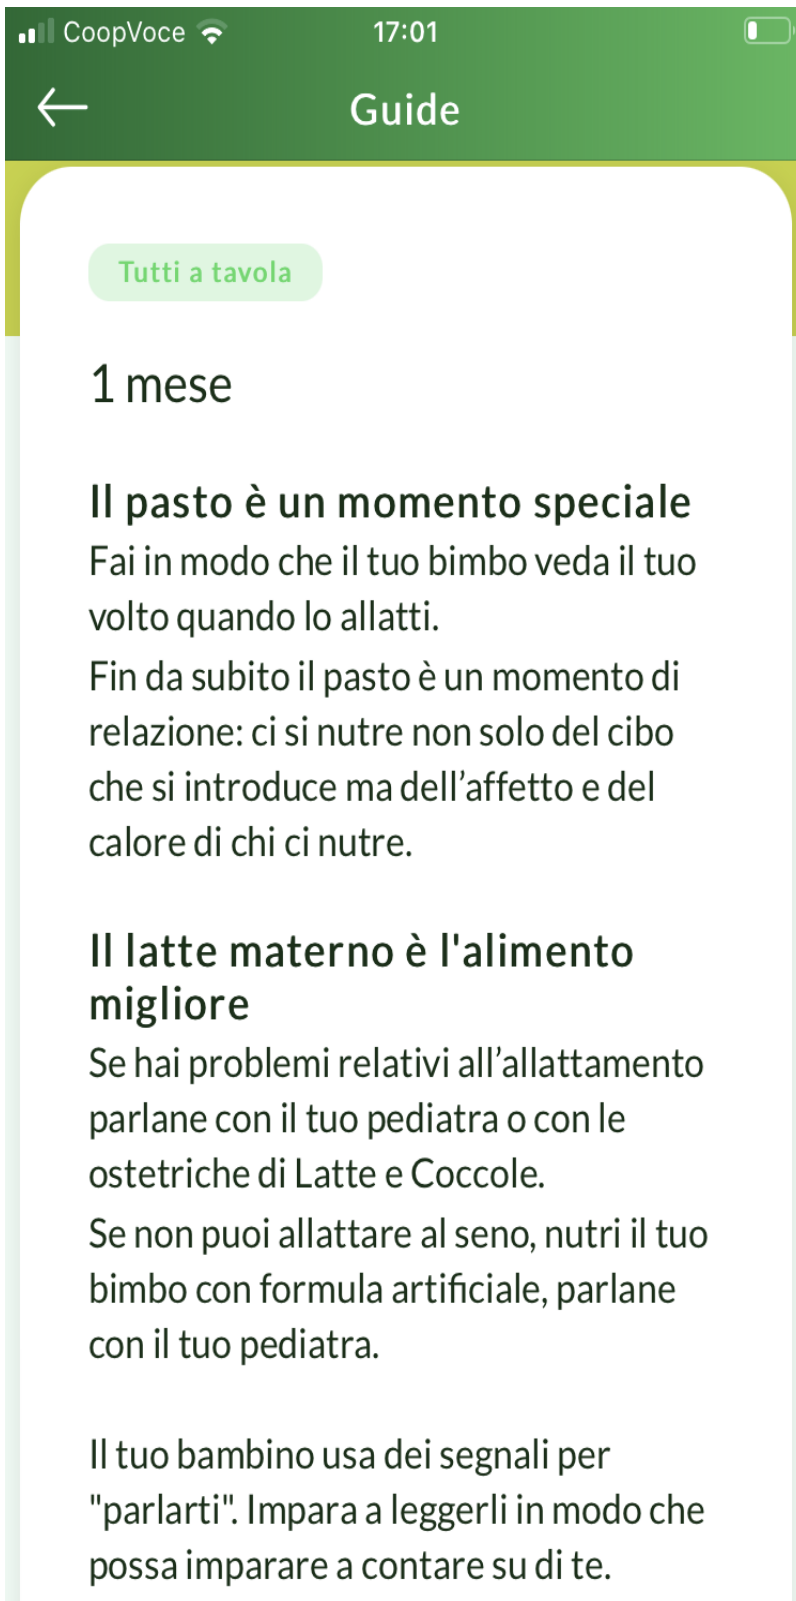 CoopVoce
17:01
Guide
Tutti a tavola
1 mese
Il pasto è un momento speciale
Fai in modo che il tuo bimbo veda il tuo
volto quando lo allatti.
Fin da subito il pasto è un momento di
relazione: ci si nutre non solo del cibo
che si introduce ma dell’affetto e del
calore di chi ci nutre.
Il latte materno è l'alimento
migliore
Se hai problemi relativi all’allattamento
parlane con il tuo pediatra o con le
ostetriche di Latte e Coccole.
Se non puoi allattare al seno, nutri il tuo
bimbo con formula artificiale, parlane
con il tuo pediatra.
Il tuo bambino usa dei segnali per
"parlarti". Impara a leggerli in modo che
possa imparare a contare su di te.